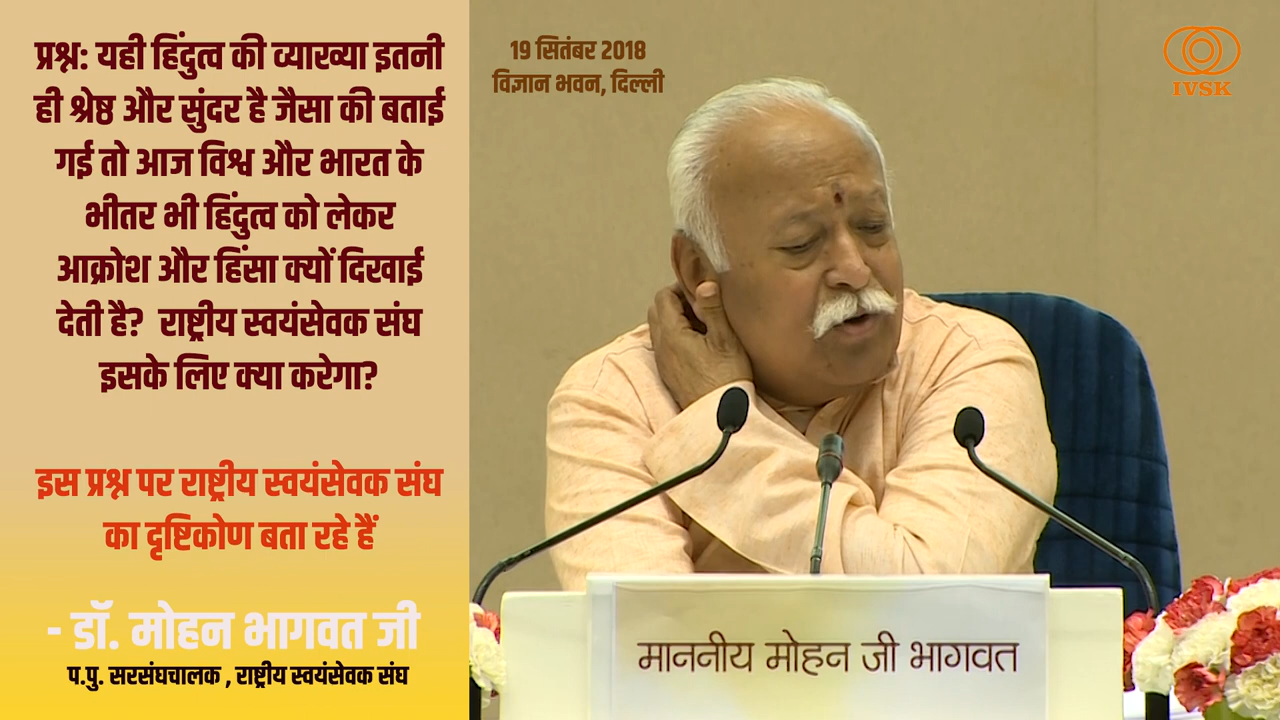 प्रश्न: यही हिंदुत्व की व्याख्या इतनी
ही श्रेष्ठ और सुंदर है जैसा की बताई
गई तो आज विश्व और भारत के
भीतर भी हिंदुत्व को लेकर
आक्रोश और हिंसा क्यों दिखाई
देती है? राष्ट्रीय स्वयंसेवक संघ
इसके लिए क्या करेगा?
इस प्रश्न पर राष्ट्रीय स्वयंसेवक संघ
का दृष्टिकोण बता रहे हैं
- डॉ. मोहन भागवत जी
प.पु. सरसंघचालक , राष्ट्रीय स्वयंसेवक संघ
19 सितंबर 2018
विज्ञान भवन, दिल्ली
IVSK
माननीय मोहन जी भागवत